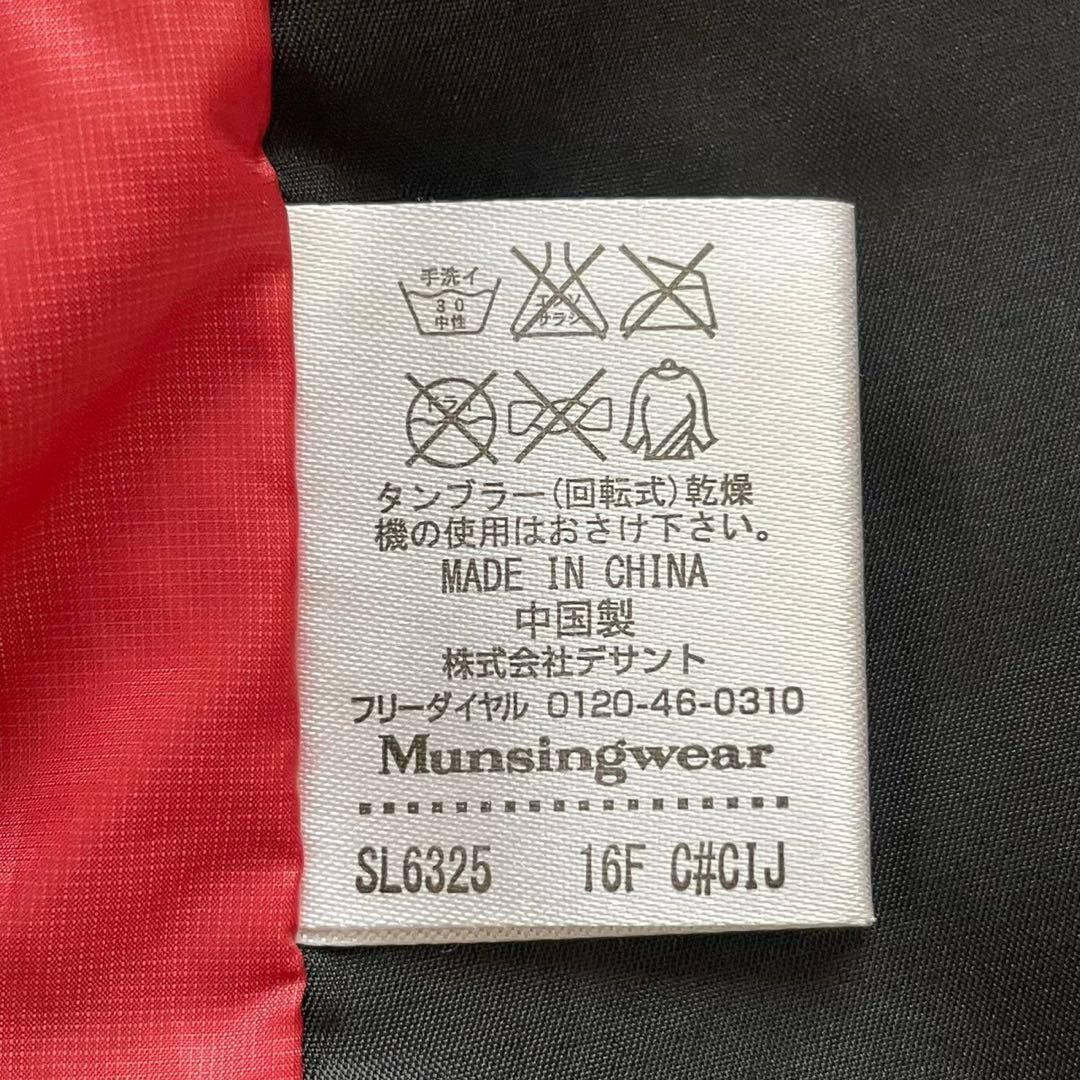 手洗イ
30
中性
エンソ
サラシ
ドライ
タンブラー(回転式)乾燥
機の使用はおさけ下さい。
MADE IN CHINA
中国製
株式会社デサント
フリーダイヤル 0120-46-0310
Munsingwear
SL6325 16F C#CIJ